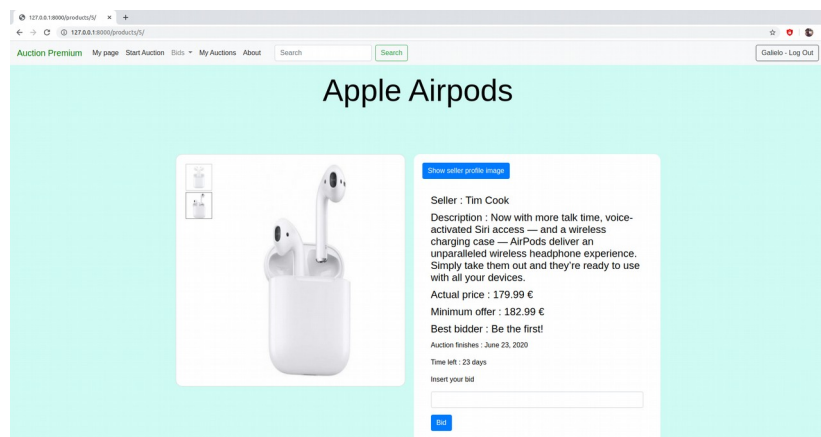 127.0.0.1:8000/products/5/
127.0.0.1:8000/products/5/
Auction Premium My page Start Auction Bids My Auctions About Search Search Galielo - Log Out
Apple Airpods
Show seller profile image
Seller : Tim Cook
Description : Now with more talk time, voice-
activated Siri access — and a wireless
charging case — AirPods deliver an
unparalleled wireless headphone experience.
Simply take them out and they're ready to use
with all your devices.
Actual price : 179.99 €
Minimum offer : 182.99 €
Best bidder : Be the first!
Auction finishes : June 23, 2020
Time left : 23 days
Insert your bid
Bid